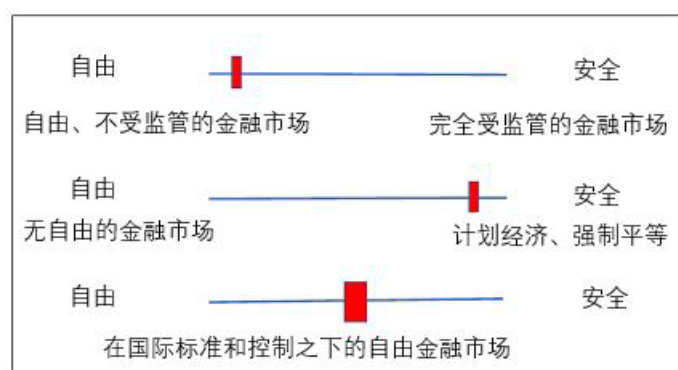 自由 安全
自由、不受监管的金融市场 完全受监管的金融市场
自由 安全
无自由的金融市场 计划经济、强制平等
自由 安全
在国际标准和控制之下的自由金融市场